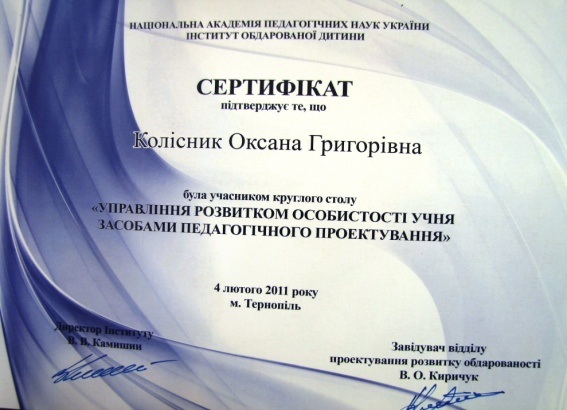 НАЦІОНАЛЬНА АКАДЕМІЯ ПЕДАГОГІЧНИХ НАУК УКРАЇНИ
ІНСТИТУТ ОБДАРОВАНОЇ ДИТИНИ
СЕРТИФІКАТ
підтверджує те, що
Колісник Оксана Григорівна
була учасником круглого столу
«УПРАВЛІННЯ РОЗВИТКОМ ОСОБИСТОСТІ УЧНЯ
ЗАСОБАМИ ПЕДАГОГІЧНОГО ПРОЕКТУВАННЯ»
4 лютого 2011 року
м. Тернопіль
Директор Інституту
В. В. Камишин
Завідувач відділу
проектування розвитку обдарованості
В. О. Киричук